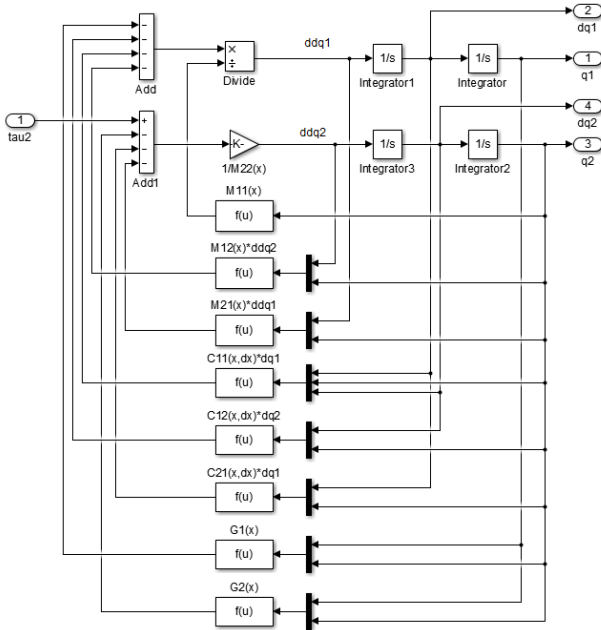 2
dq1
ddq1
×
÷
Divide
1/s
Integrator1
1/s
Integrator
1
q1
−
−
−
−
Add
4
dq2
1
tau2
+
−
−
−
Add1
-K-
1/M22(x)
ddq2
1/s
Integrator3
1/s
Integrator2
3
q2
M11(x)
f(u)
M12(x)*ddq2
f(u)
M21(x)*ddq1
f(u)
C11(x,dx)*dq1
f(u)
C12(x,dx)*dq2
f(u)
C21(x,dx)*dq1
f(u)
G1(x)
f(u)
G2(x)
f(u)